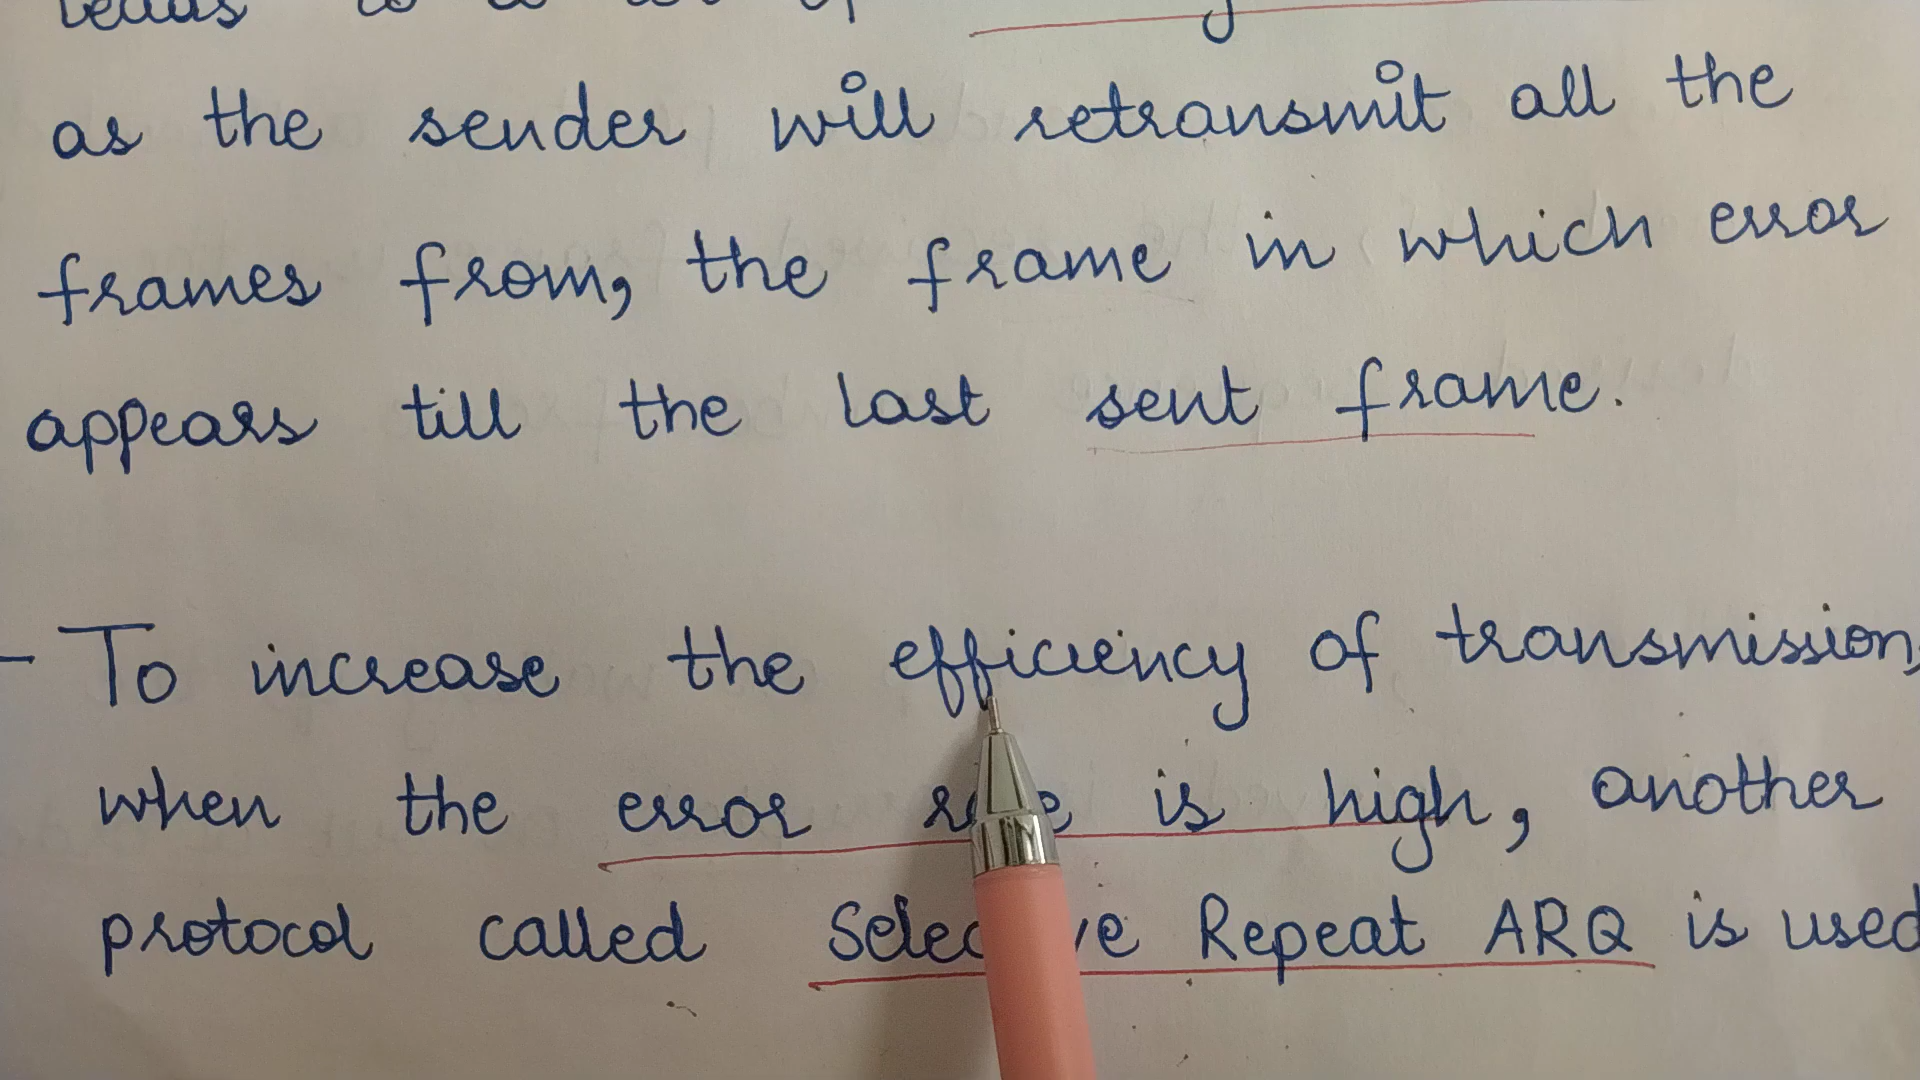 as the sender will retransmit all the
frames from, the frame in which error
appears till the last sent frame.
- To increase the efficiency of transmission,
when the error is high, another
protocol called Repeat ARQ is used